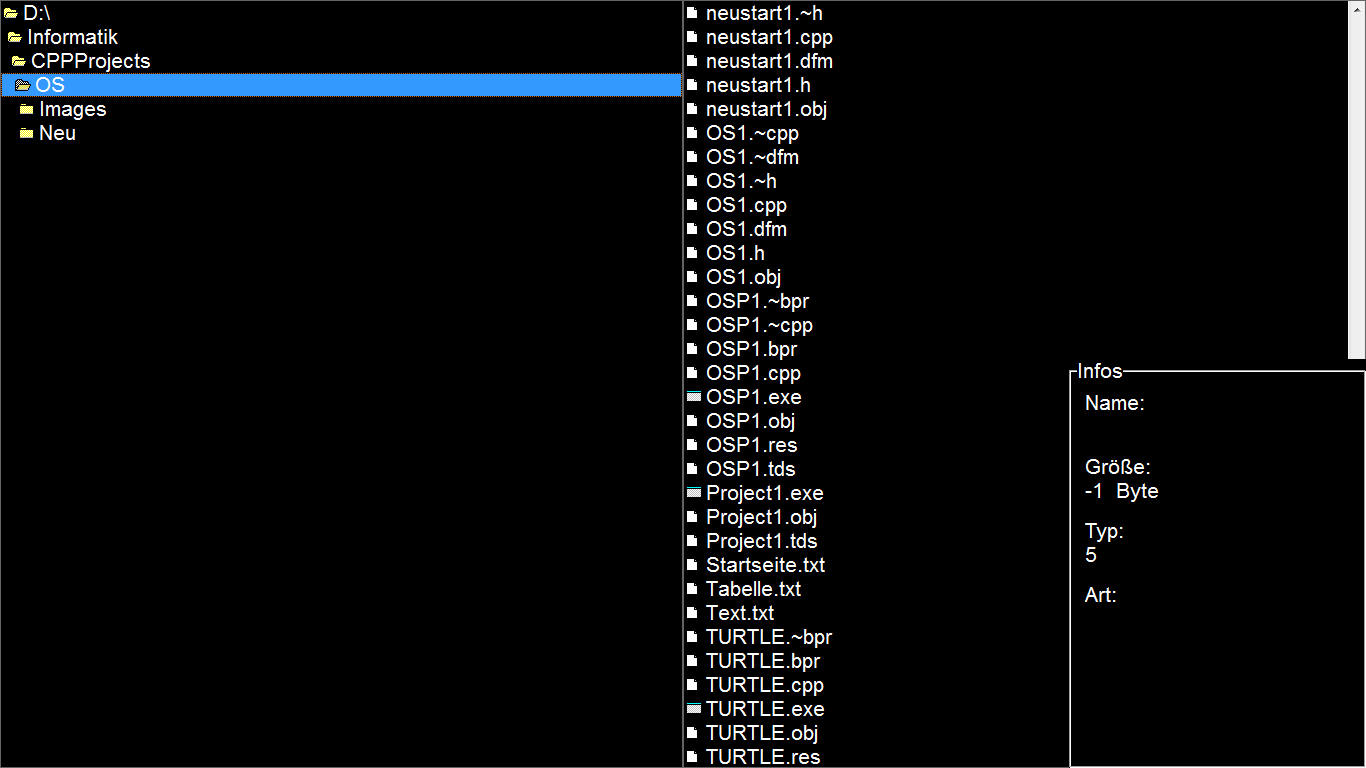 D:\
Informatik
CPPProjects
OS
Images
Neu
neustart1.~h
neustart1.cpp
neustart1.dfm
neustart1.h
neustart1.obj
OS1.~cpp
OS1.~dfm
OS1.~h
OS1.cpp
OS1.dfm
OS1.h
OS1.obj
OSP1.~bpr
OSP1.~cpp
OSP1.bpr
OSP1.cpp
OSP1.exe
OSP1.obj
OSP1.res
OSP1.tds
Project1.exe
Project1.obj
Project1.tds
Startseite.txt
Tabelle.txt
Text.txt
TURTLE.~bpr
TURTLE.bpr
TURTLE.cpp
TURTLE.exe
TURTLE.obj
TURTLE.res
Infos
Name:
Größe:
-1 Byte
Typ:
5
Art: